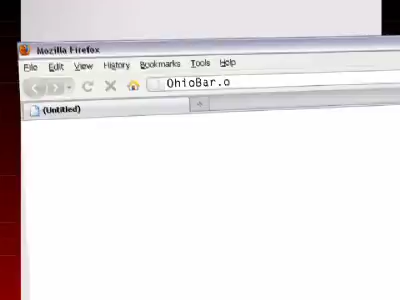 Mozilla Firefox
File Edit View History Bookmarks Tools Help
OhioBar.o
(Untitled)